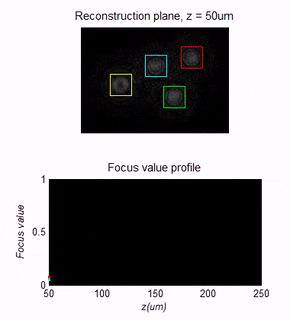 Reconstruction plane, z = 50um
Focus value profile
1
0.5
0
Focus value
50 100 150 200 250
z(um)